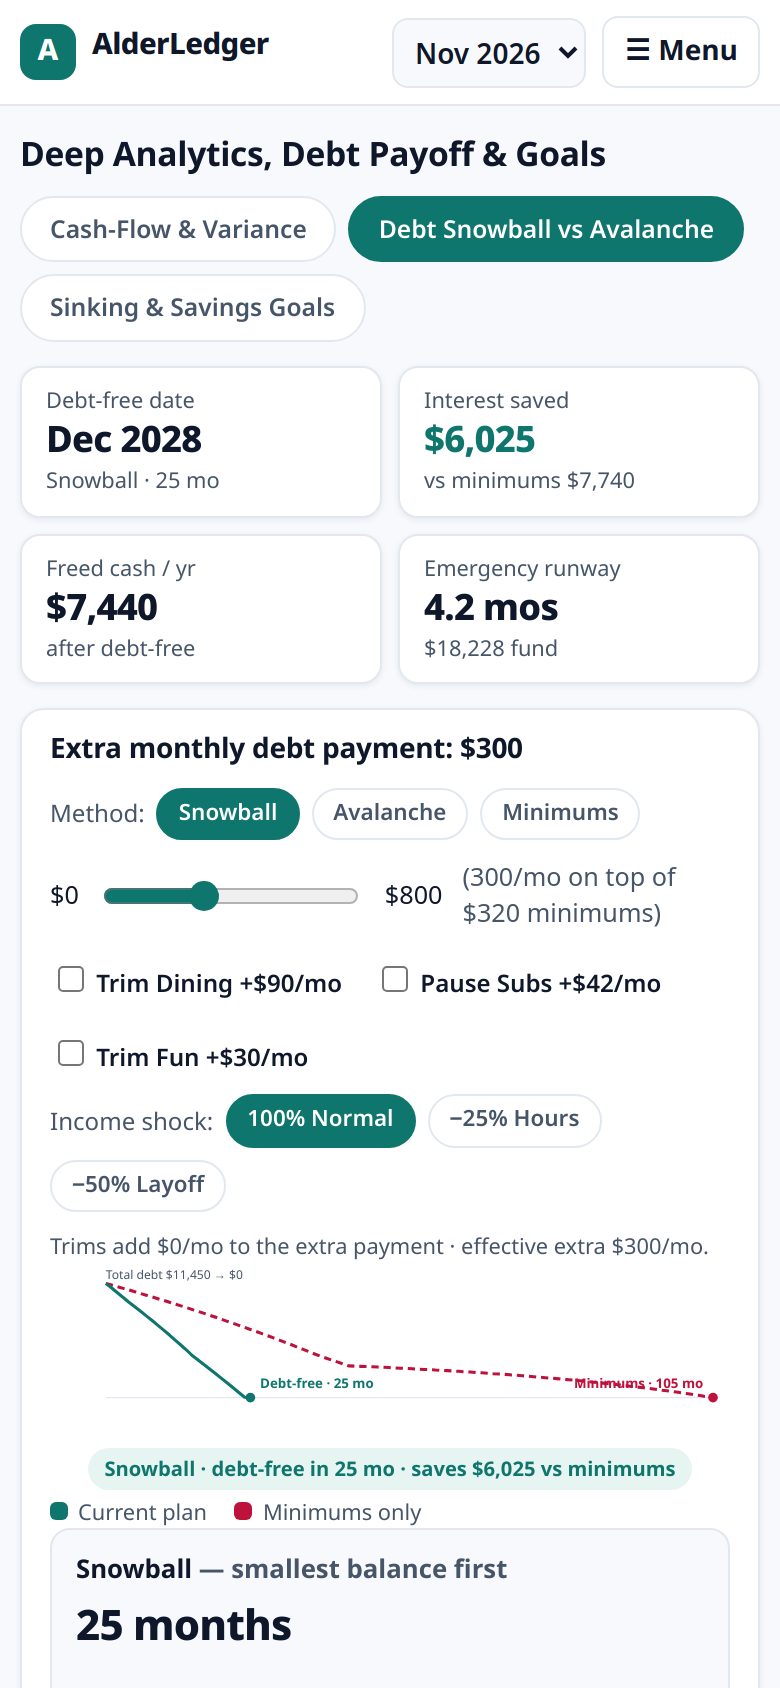 A AlderLedger Nov 2026 ☰ Menu
Deep Analytics, Debt Payoff & Goals
Cash-Flow & Variance Debt Snowball vs Avalanche
Sinking & Savings Goals
Debt-free date Interest saved
Dec 2028 $6,025
Snowball · 25 mo vs minimums $7,740
Freed cash / yr Emergency runway
$7,440 4.2 mos
after debt-free $18,228 fund
Extra monthly debt payment: $300
Method: Snowball Avalanche Minimums
$0 $800 (300/mo on top of
$320 minimums)
Trim Dining +$90/mo Pause Subs +$42/mo
Trim Fun +$30/mo
Income shock: 100% Normal −25% Hours
−50% Layoff
Trims add $0/mo to the extra payment · effective extra $300/mo.
Total debt $11,450 → $0
Debt-free · 25 mo Minimums · 105 mo
Snowball · debt-free in 25 mo · saves $6,025 vs minimums
Current plan Minimums only
Snowball — smallest balance first
25 months